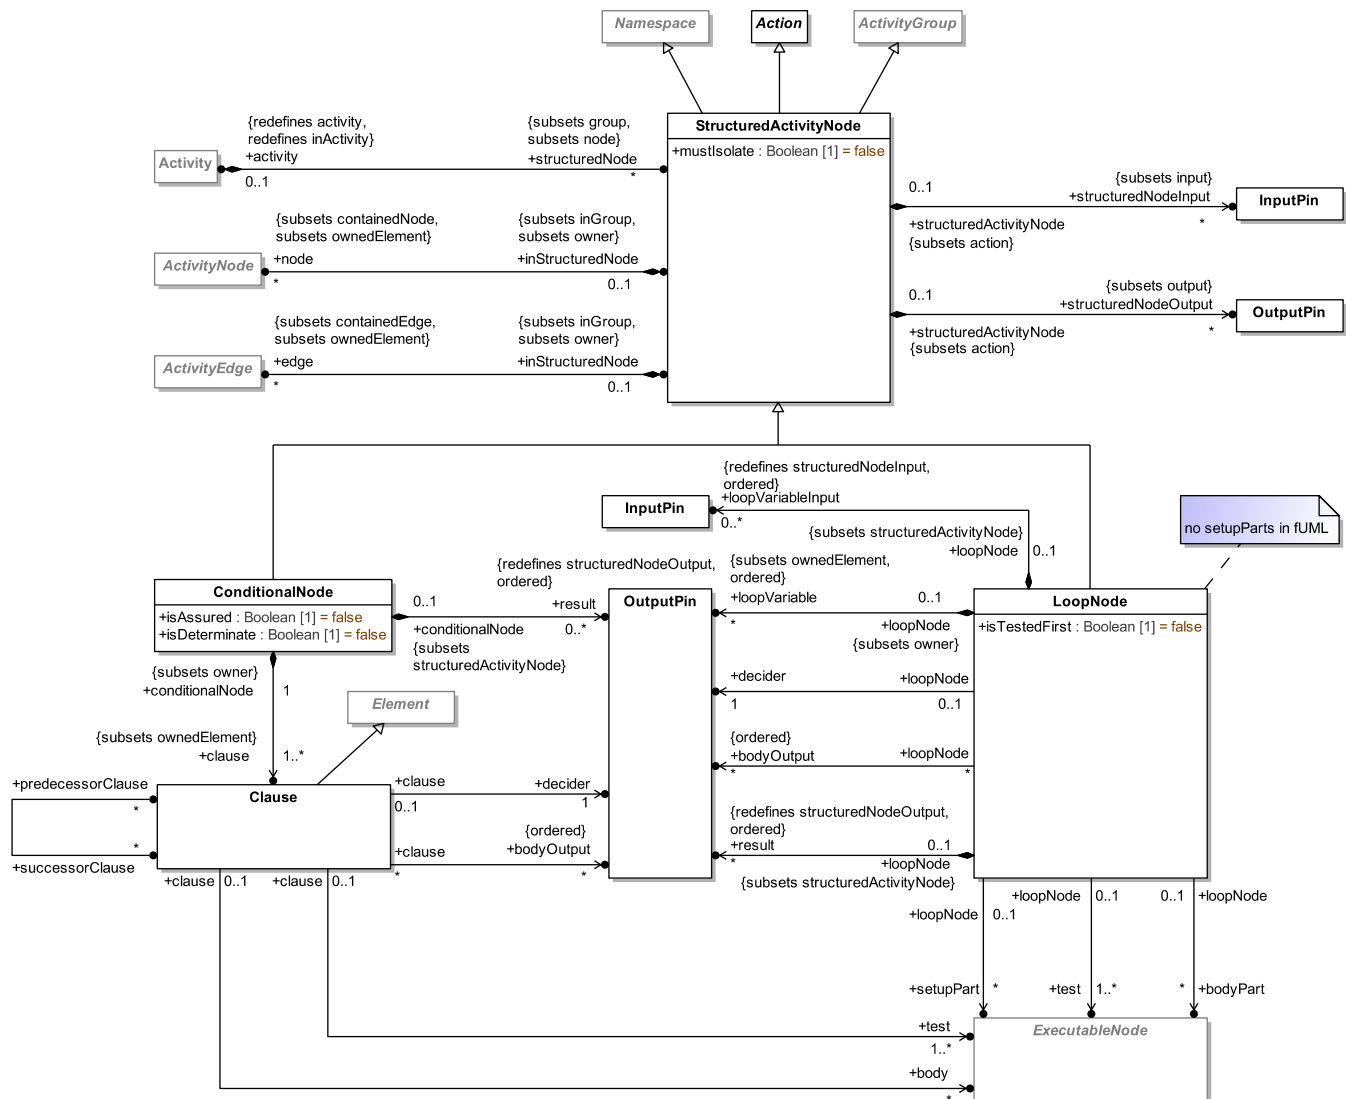 Namespace
Action
ActivityGroup
StructuredActivityNode
+mustIsolate : Boolean [1] = false
{redefines activity,
redefines inActivity}
+activity
0..1
{subsets group,
subsets node}
+structuredNode
*
Activity
{subsets containedNode,
subsets ownedElement}
+node
*
{subsets inGroup,
subsets owner}
+inStructuredNode
0..1
ActivityNode
{subsets containedEdge,
subsets ownedElement}
+edge
*
{subsets inGroup,
subsets owner}
+inStructuredNode
0..1
ActivityEdge
0..1
+structuredActivityNode
{subsets action}
{subsets input}
+structuredNodeInput
*
InputPin
0..1
+structuredActivityNode
{subsets action}
{subsets output}
+structuredNodeOutput
*
OutputPin
{redefines structuredNodeInput,
ordered}
+loopVariableInput
0..*
InputPin
{subsets structuredActivityNode}
+loopNode
0..1
no setupParts in fUML
ConditionalNode
+isAssured : Boolean [1] = false
+isDeterminate : Boolean [1] = false
{redefines structuredNodeOutput,
ordered}
+result
0..*
0..1
+conditionalNode
{subsets
structuredActivityNode}
OutputPin
{subsets ownedElement,
ordered}
+loopVariable
*
0..1
+loopNode
{subsets owner}
LoopNode
+isTestedFirst : Boolean [1] = false
+decider
1
+loopNode
0..1
{ordered}
+bodyOutput
*
+loopNode
*
{redefines structuredNodeOutput,
ordered}
+result
*
0..1
+loopNode
{subsets structuredActivityNode}
{subsets owner}
+conditionalNode
1
{subsets ownedElement}
+clause
1..*
Element
Clause
+predecessorClause
*
*
+successorClause
+clause
0..1
+decider
1
+clause
*
{ordered}
+bodyOutput
*
+clause
0..1
+clause
0..1
+loopNode
0..1
+loopNode
0..1
0..1
+loopNode
+setupPart
*
+test
1..*
*
+bodyPart
ExecutableNode
+test
1..*
+body
*